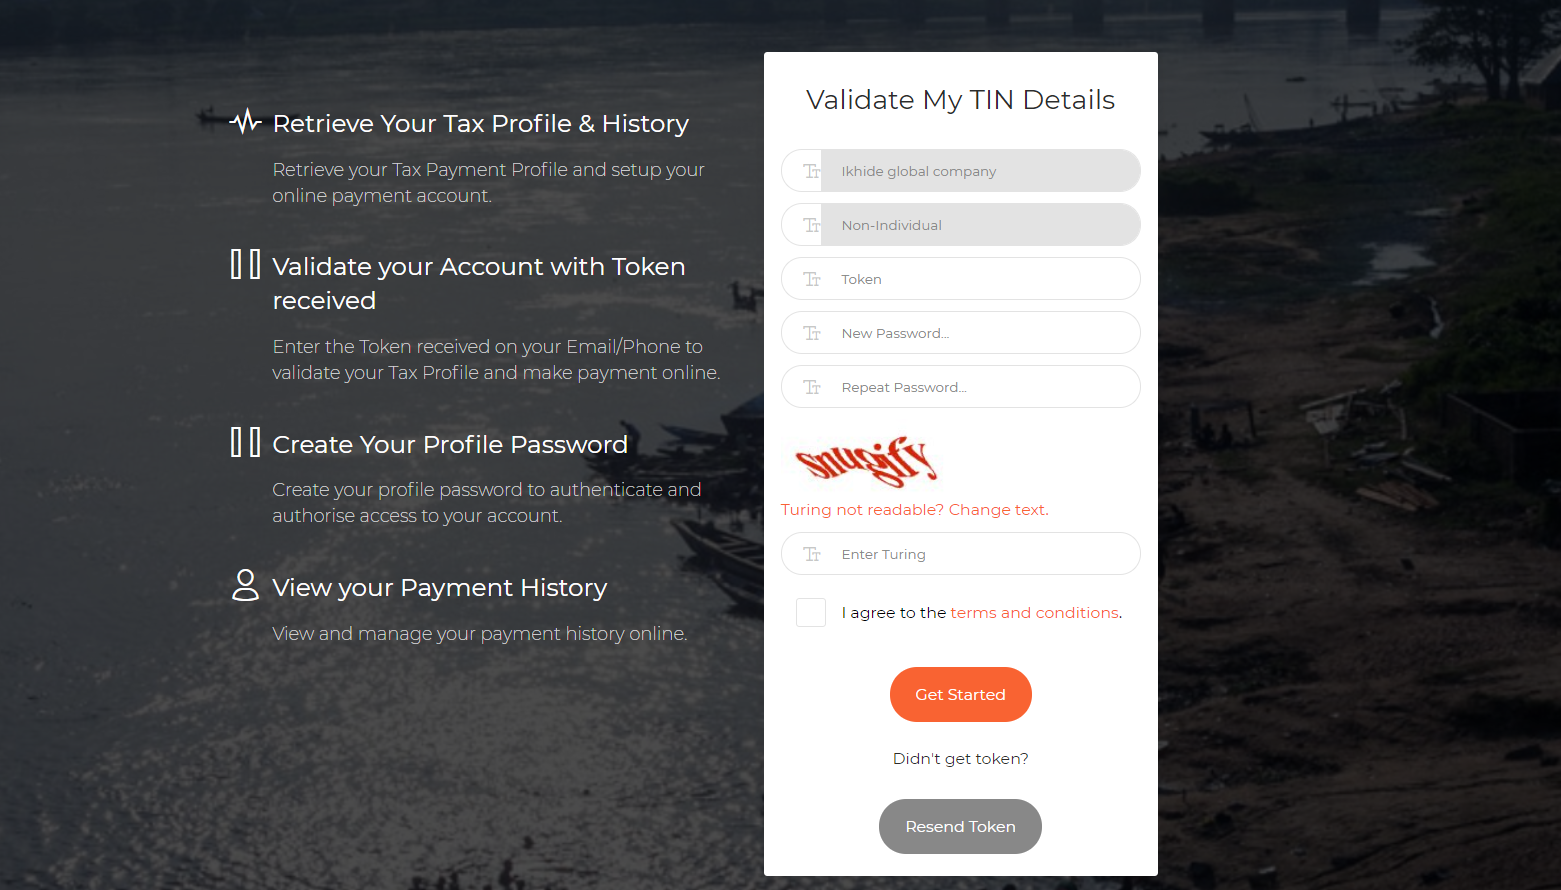 Retrieve Your Tax Profile & History
Retrieve your Tax Payment Profile and setup your
online payment account.
Validate your Account with Token
received
Enter the Token received on your Email/Phone to
validate your Tax Profile and make payment online.
Create Your Profile Password
Create your profile password to authenticate and
authorise access to your account.
View your Payment History
View and manage your payment history online.
Validate My TIN Details
Ikhide global company
Non-Individual
Token
New Password...
Repeat Password...
snugify
Turing not readable? Change text.
Enter Turing
I agree to the terms and conditions.
Get Started
Didn't get token?
Resend Token